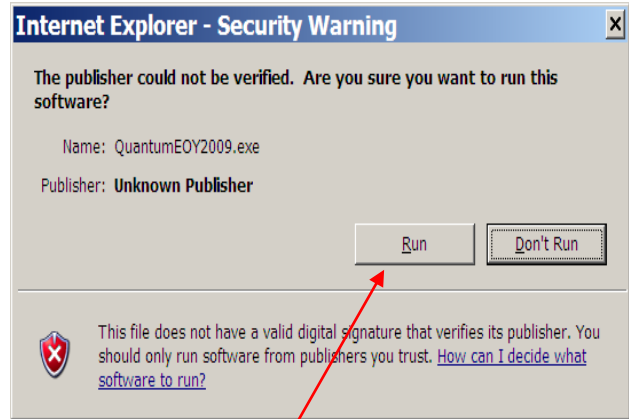 Internet Explorer - Security Warning
The publisher could not be verified.  Are you sure you want to run this
software?
Name: QuantumEOY2009.exe
Publisher: Unknown Publisher
Run Don't Run
This file does not have a valid digital signature that verifies its publisher. You
should only run software from publishers you trust. How can I decide what
software to run?